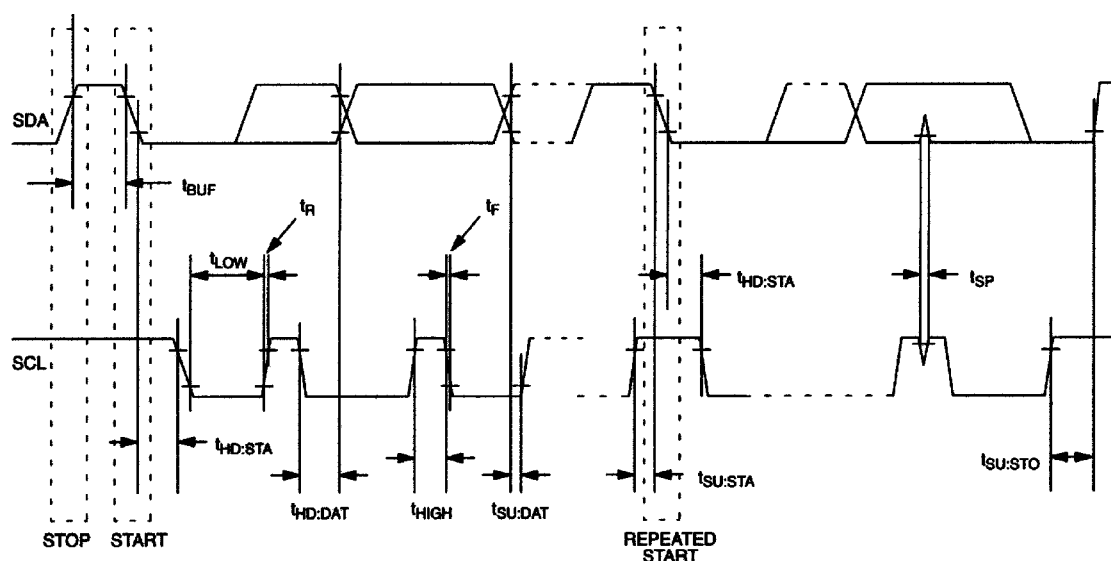 SDA
tBUF
tR
tF
tLOW
tHD:STA
tSP
SCL
tHD:STA
tSU:STA
tSU:STO
tHD:DAT
tHIGH
tSU:DAT
STOP
START
REPEATED
START